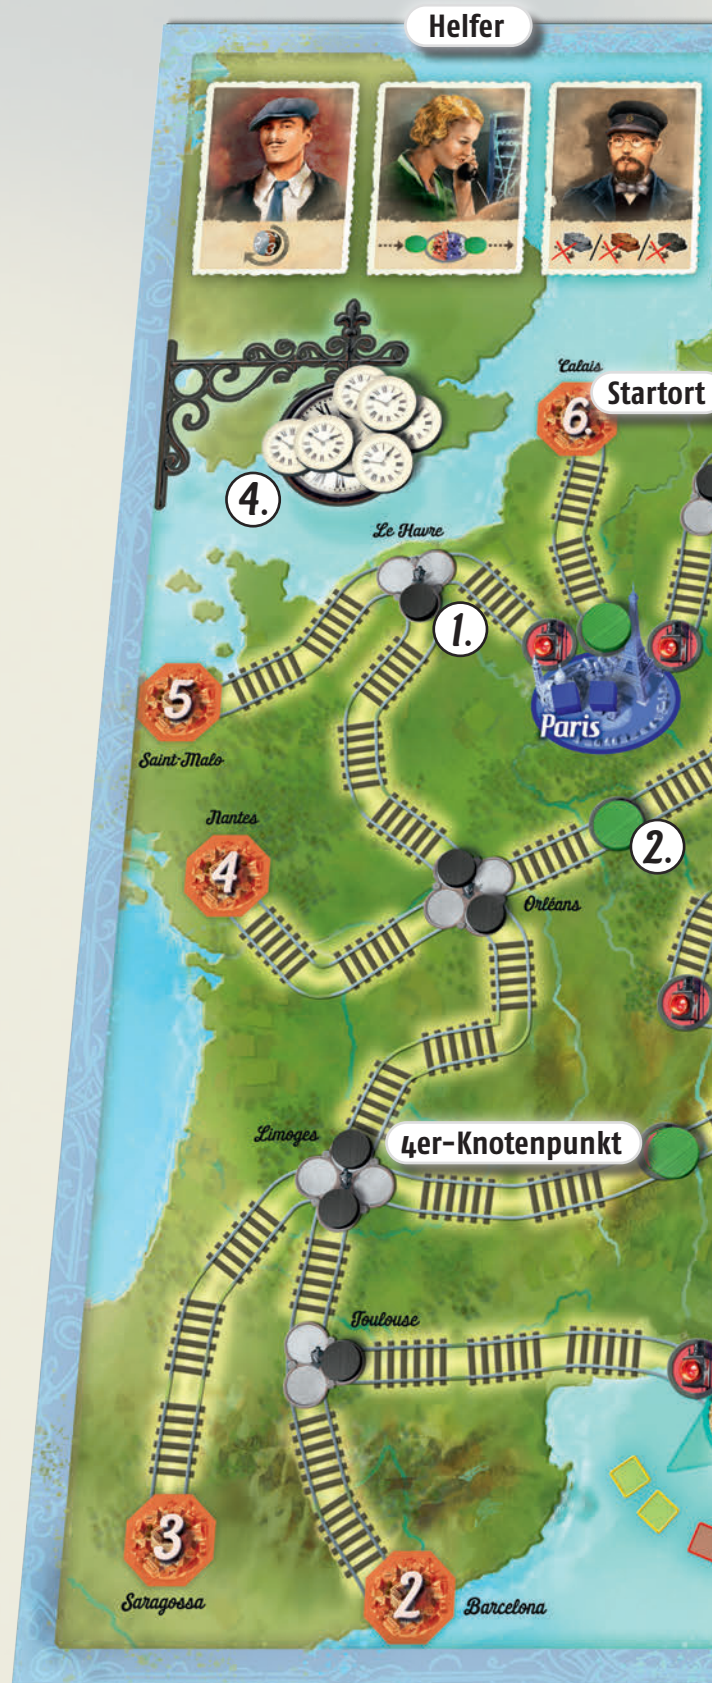 Helfer
Calais
6.
Startort
4.
Le Havre
1.
5
Paris
Saint-Malo
Nantes
4
2.
Orléans
Limoges
4er-Knotenpunkt
Toulouse
3
Saragossa
2
Barcelona